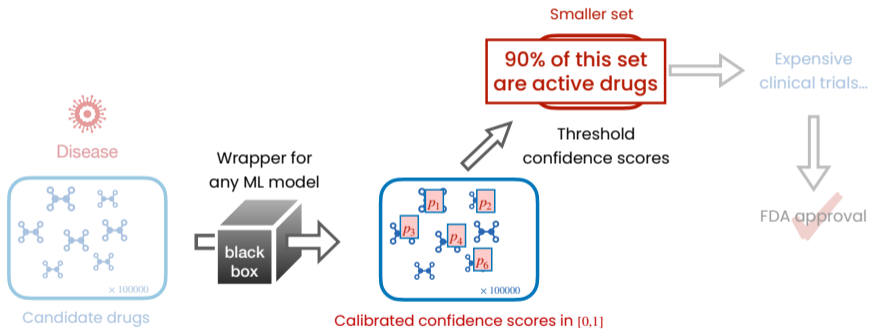 Smaller set
90% of this set
are active drugs
Expensive
clinical trials...
Disease
Wrapper for
any ML model
Threshold
confidence scores
black
box
p1
p2
p3
p4
p6
FDA approval
× 100000
× 100000
Candidate drugs
Calibrated confidence scores in [0,1]